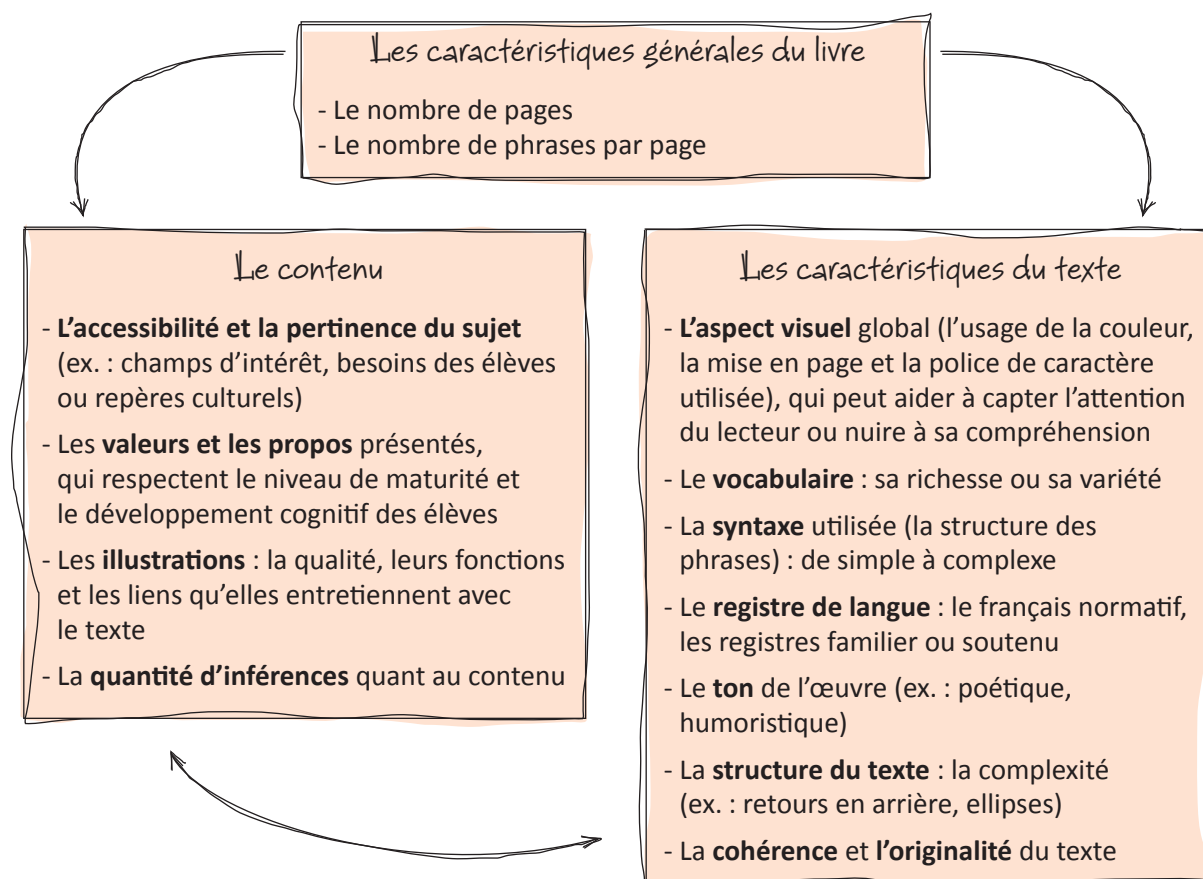 Les caractéristiques générales du livre
- Le nombre de pages
- Le nombre de phrases par page
Le contenu
- L'accessibilité et la pertinence du sujet
(ex. : champs d'intérêt, besoins des élèves
ou repères culturels)
- Les valeurs et les propos présentés,
qui respectent le niveau de maturité et
le développement cognitif des élèves
- Les illustrations : la qualité, leurs fonctions
et les liens qu'elles entretiennent avec
le texte
- La quantité d'inférences quant au contenu
Les caractéristiques du texte
- L'aspect visuel global (l'usage de la couleur,
la mise en page et la police de caractère
utilisée), qui peut aider à capter l'attention
du lecteur ou nuire à sa compréhension
- Le vocabulaire : sa richesse ou sa variété
- La syntaxe utilisée (la structure des
phrases) : de simple à complexe
- Le registre de langue : le français normatif,
les registres familier ou soutenu
- Le ton de l'œuvre (ex. : poétique,
humoristique)
- La structure du texte : la complexité
(ex. : retours en arrière, ellipses)
- La cohérence et l'originalité du texte